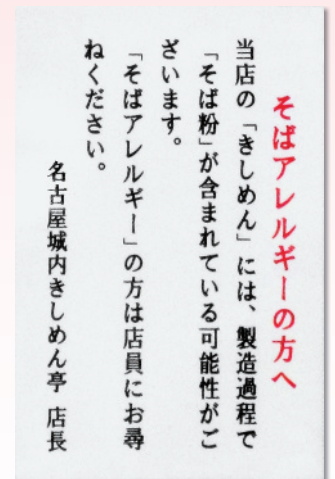 そばアレルギーの方へ
当店の「きしめん」には、製造過程で
「そば粉」が含まれている可能性がご
ざいます。
「そばアレルギー」の方は店員にお尋
ねください。
名古屋城内きしめん亭 店長